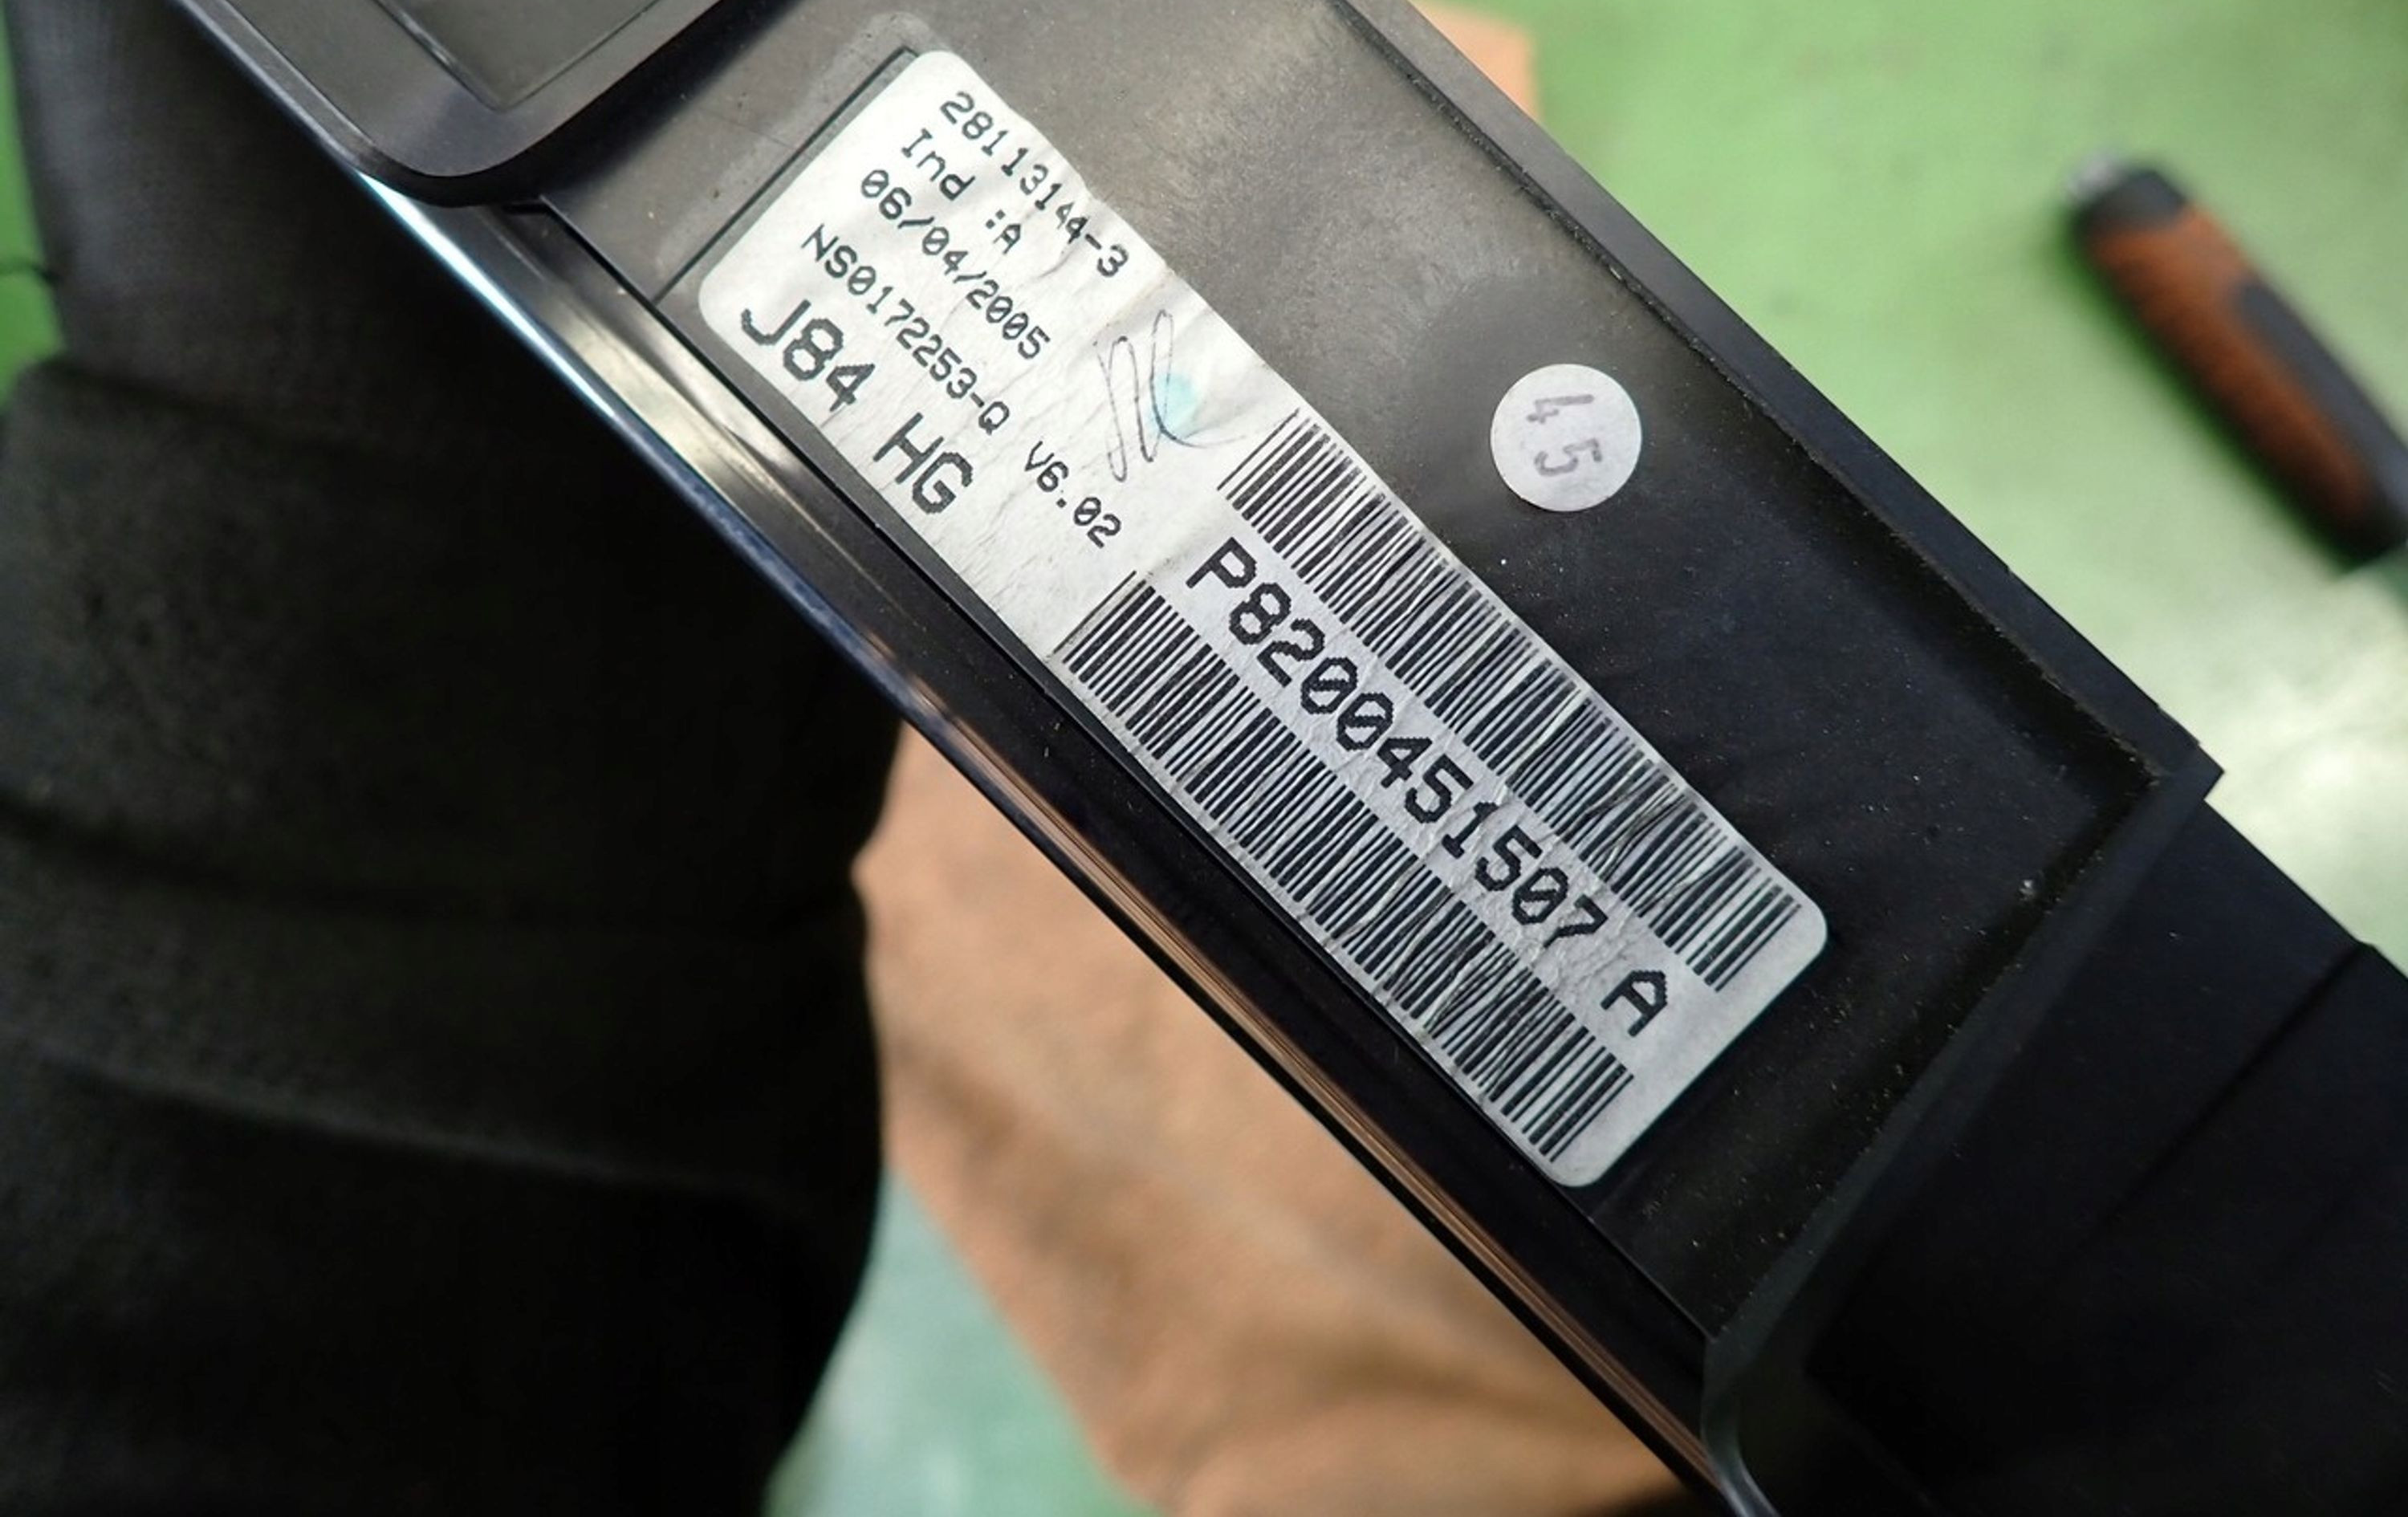 28113144-3
Ind :A
06/04/2005
NS0172253-Q V6.02
J84 HG
P8200451507 A
45